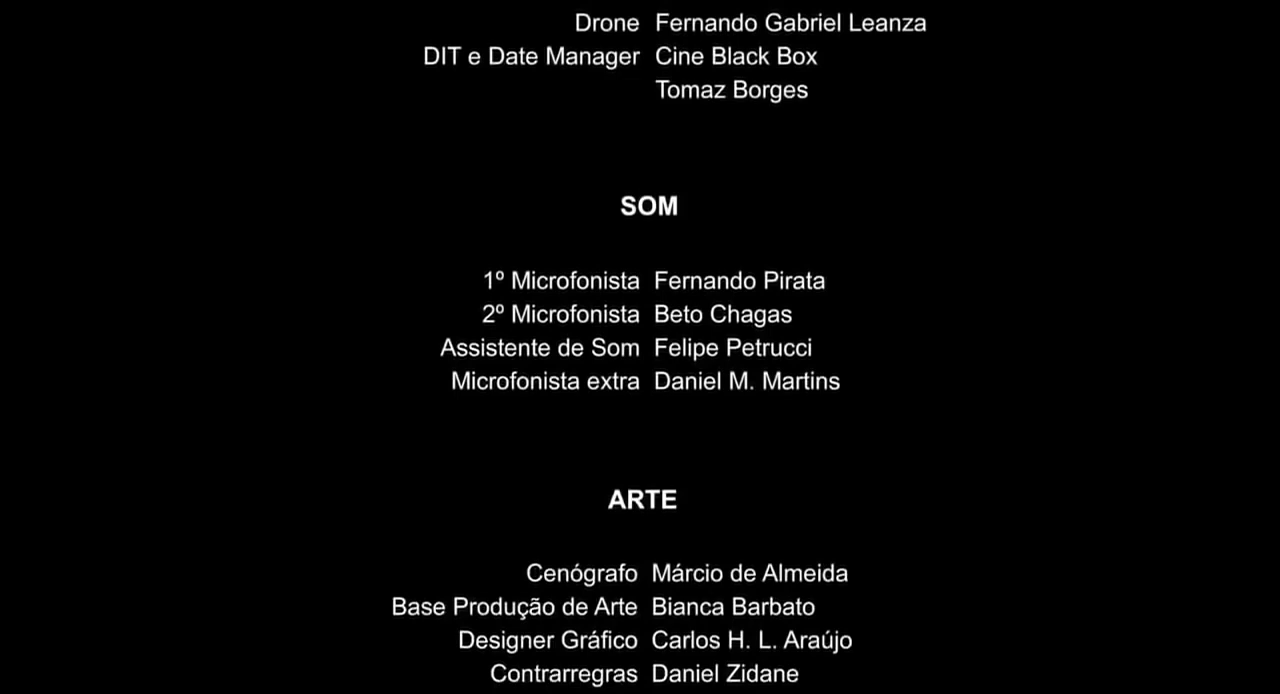 Drone Fernando Gabriel Leanza
DIT e Date Manager Cine Black Box
Tomaz Borges
SOM
1º Microfonista Fernando Pirata
2º Microfonista Beto Chagas
Assistente de Som Felipe Petrucci
Microfonista extra Daniel M. Martins
ARTE
Cenógrafo Márcio de Almeida
Base Produção de Arte Bianca Barbato
Designer Gráfico Carlos H. L. Araújo
Contrarregras Daniel Zidane